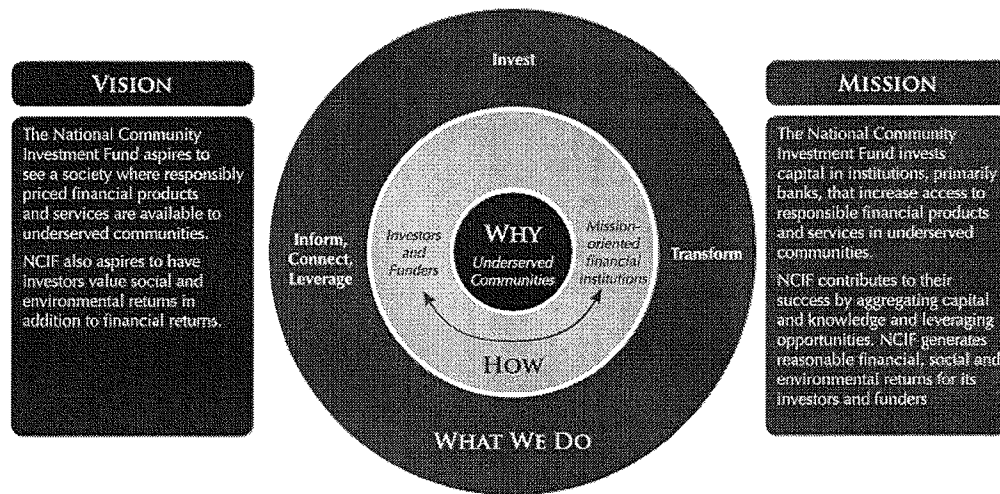 VISION
The National Community
Investment Fund aspires to
see a society where responsibly
priced financial products
and services are available to
underserved communities.
NCIF also aspires to have
investors value social and
environmental returns in
addition to financial returns.
Invest
Inform,
Connect,
Leverage
Investors
and
Funders
WHY
Underserved
Communities
Mission-
oriented
financial
institutions
Transform
HOW
WHAT WE DO
MISSION
The National Community
Investment Fund invests
capital in institutions, primarily
banks, that increase access to
responsible financial products
and services in underserved
communities.
NCIF contributes to their
success by aggregating capital
and knowledge and leveraging
opportunities. NCIF generates
reasonable financial, social and
environmental returns for its
investors and funders